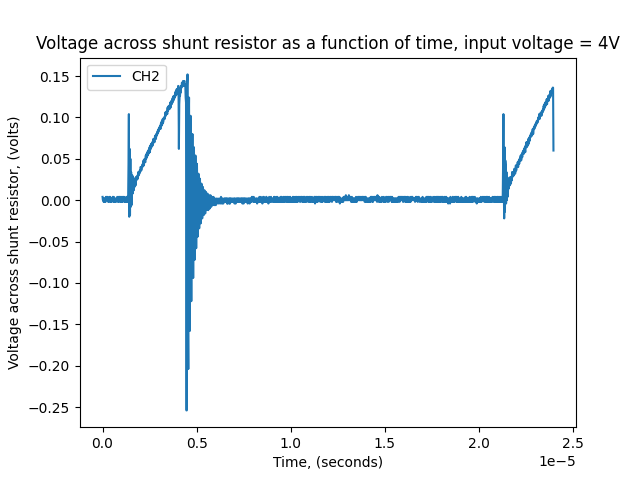 Voltage across shunt resistor as a function of time, input voltage = 4V
CH2
0.15
0.10
0.05
0.00
−0.05
−0.10
−0.15
−0.20
−0.25
Voltage across shunt resistor, (volts)
0.0 0.5 1.0 1.5 2.0 2.5
1e−5
Time, (seconds)